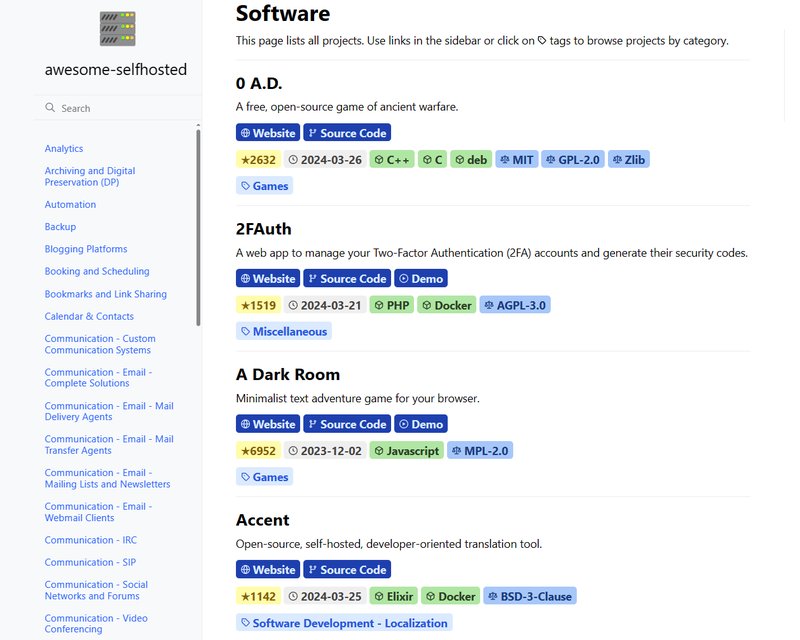 awesome-selfhosted
Search
Analytics
Archiving and Digital
Preservation (DP)
Automation
Backup
Blogging Platforms
Booking and Scheduling
Bookmarks and Link Sharing
Calendar & Contacts
Communication - Custom
Communication Systems
Communication - Email -
Complete Solutions
Communication - Email - Mail
Delivery Agents
Communication - Email - Mail
Transfer Agents
Communication - Email -
Mailing Lists and Newsletters
Communication - Email -
Webmail Clients
Communication - IRC
Communication - SIP
Communication - Social
Networks and Forums
Communication - Video
Conferencing
Software
This page lists all projects. Use links in the sidebar or click on tags to browse projects by category.
0 A.D.
A free, open-source game of ancient warfare.
Website Source Code
★2632 2024-03-26 C++ C deb MIT GPL-2.0 Zlib
Games
2FAuth
A web app to manage your Two-Factor Authentication (2FA) accounts and generate their security codes.
Website Source Code Demo
★1519 2024-03-21 PHP Docker AGPL-3.0
Miscellaneous
A Dark Room
Minimalist text adventure game for your browser.
Website Source Code Demo
★6952 2023-12-02 Javascript MPL-2.0
Games
Accent
Open-source, self-hosted, developer-oriented translation tool.
Website Source Code
★1142 2024-03-25 Elixir Docker BSD-3-Clause
Software Development - Localization